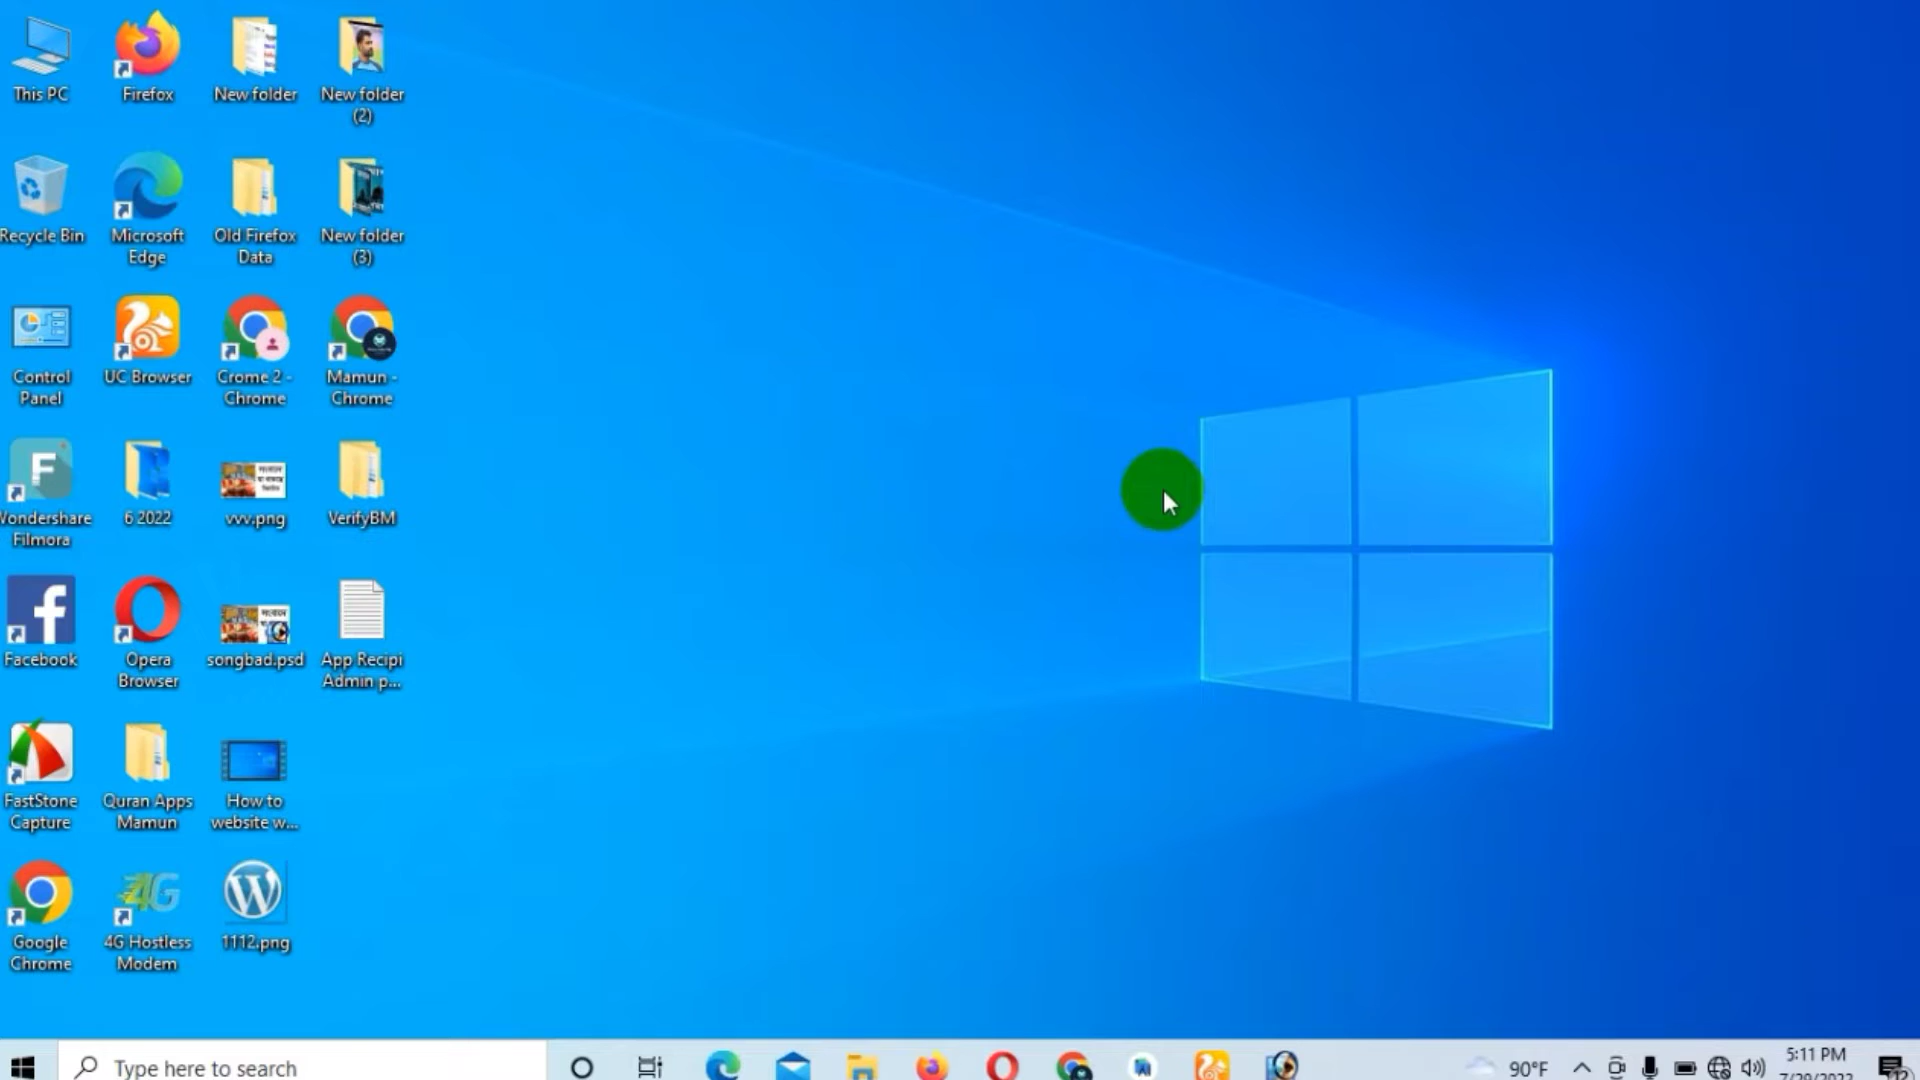 This PC
Firefox
New folder
New folder
(2)
Recycle Bin
Microsoft
Edge
Old Firefox
Data
New folder
(3)
Control
Panel
UC Browser
Crome 2 -
Chrome
Mamun -
Chrome
Wondershare
Filmora
6 2022
vvv.png
VerifyBM
Facebook
Opera
Browser
songbad.psd
App Recipi
Admin p...
FastStone
Capture
Quran Apps
Mamun
How to
website w...
Google
Chrome
4G Hostless
Modem
1112.png
Type here to search
90°F
5:11 PM